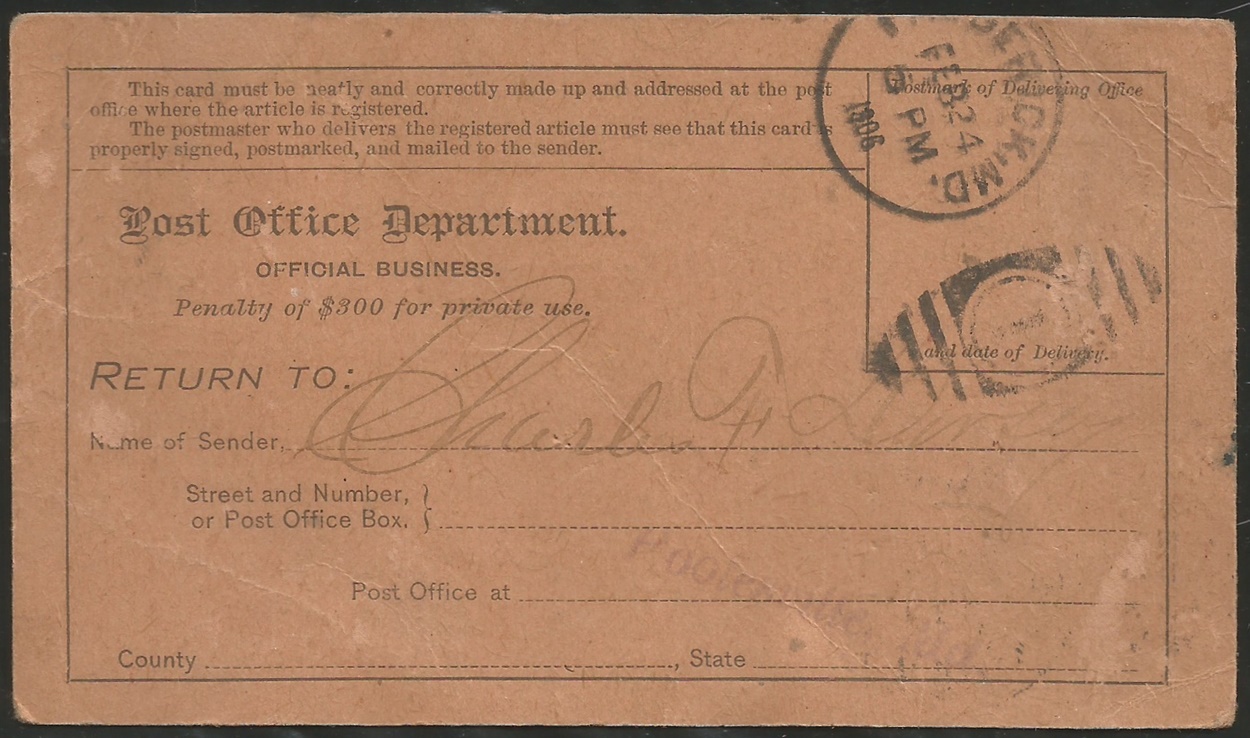 This card must be neatly and correctly made up and addressed at the post
office where the article is registered.
The postmaster who delivers the registered article must see that this card is
properly signed, postmarked, and mailed to the sender.
Postmark of Delivering Office
FEB 24
5 PM
1896
MD.
and date of Delivery.
Post Office Department.
OFFICIAL BUSINESS.
Penalty of $300 for private use.
RETURN TO:
Name of Sender,
Street and Number,
or Post Office Box.
Post Office at
County , State